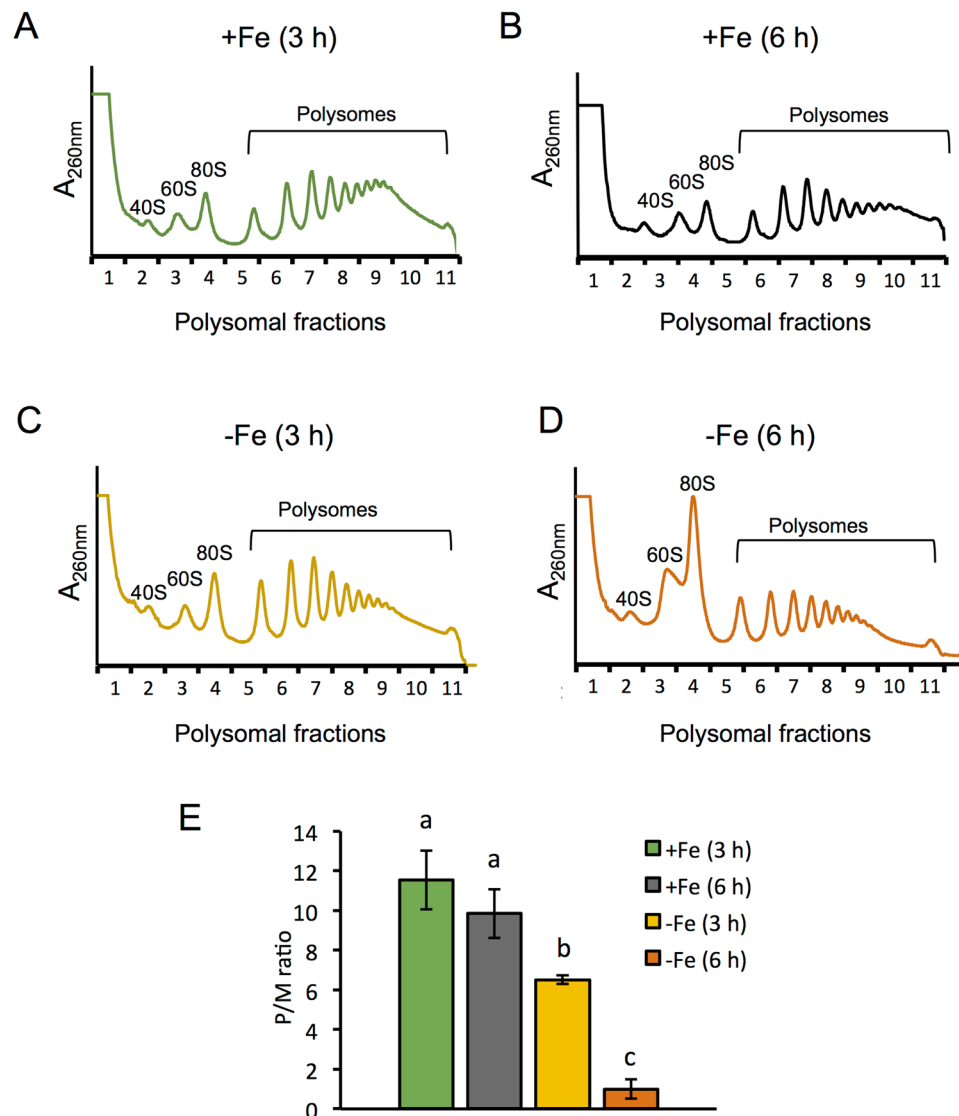 A
+Fe (3 h)
A260nm
40S
60S
80S
Polysomes
1 2 3 4 5 6 7 8 9 10 11
Polysomal fractions
B
+Fe (6 h)
A260nm
40S
60S
80S
Polysomes
1 2 3 4 5 6 7 8 9 10 11
Polysomal fractions
C
-Fe (3 h)
A260nm
40S
60S
80S
Polysomes
1 2 3 4 5 6 7 8 9 10 11
Polysomal fractions
D
-Fe (6 h)
A260nm
40S
60S
80S
Polysomes
1 2 3 4 5 6 7 8 9 10 11
Polysomal fractions
E
P/M ratio
14
12
10
8
6
4
2
0
a
a
b
c
+Fe (3 h)
+Fe (6 h)
-Fe (3 h)
-Fe (6 h)